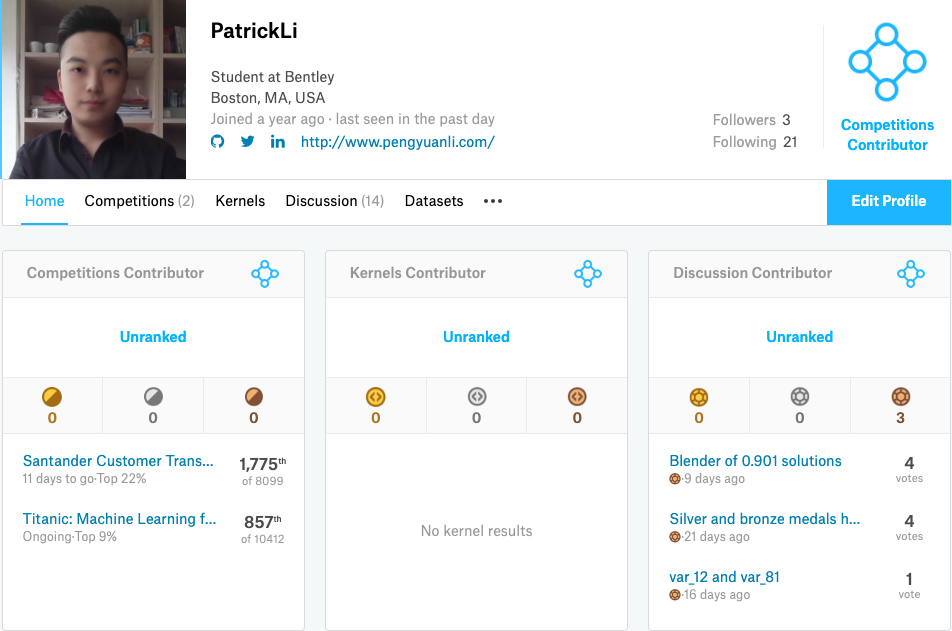 PatrickLi
Student at Bentley
Boston, MA, USA
Joined a year ago · last seen in the past day
http://www.pengyuanli.com/
Followers 3
Following 21
Competitions
Contributor
Home Competitions (2) Kernels Discussion (14) Datasets •••
Edit Profile
Competitions Contributor
Unranked
0 0 0
Santander Customer Trans... 1,775th
11 days to go·Top 22% of 8099
Titanic: Machine Learning f... 857th
Ongoing·Top 9% of 10412
Kernels Contributor
Unranked
0 0 0
No kernel results
Discussion Contributor
Unranked
0 0 3
Blender of 0.901 solutions 4
·9 days ago votes
Silver and bronze medals h... 4
·21 days ago votes
var_12 and var_81 1
·16 days ago vote